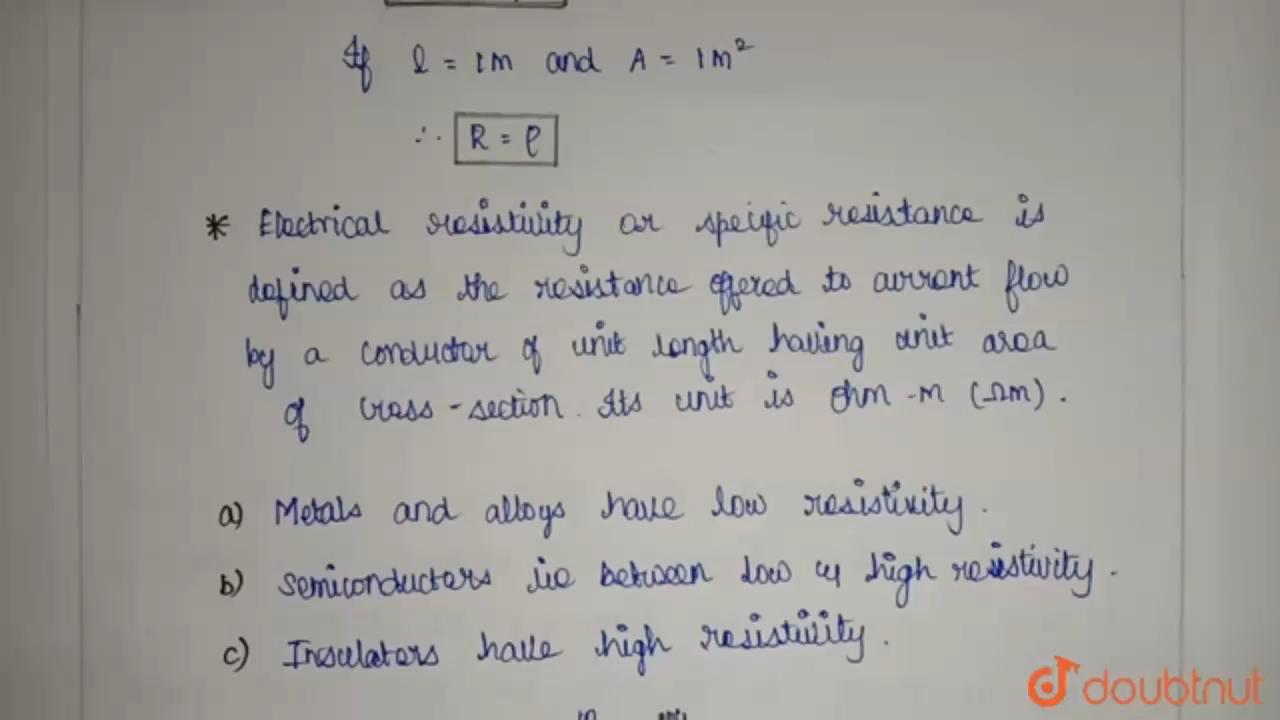 If l = 1m and A = 1m²
∴ R = ρ
* Electrical resistivity or specific resistance is
defined as the resistance offered to current flow
by a conductor of unit length having unit area
of cross-section. Its unit is ohm-m (Ωm).
a) Metals and alloys have low resistivity.
b) Semiconductors lie between low & high resistivity.
c) Insulators have high resistivity.
doubtnut